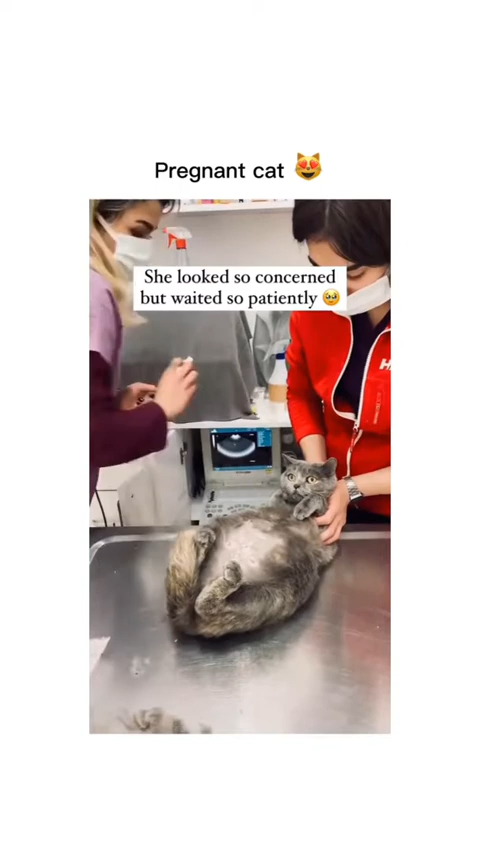 Pregnant cat 😻
She looked so concerned
but waited so patiently 🥹
H